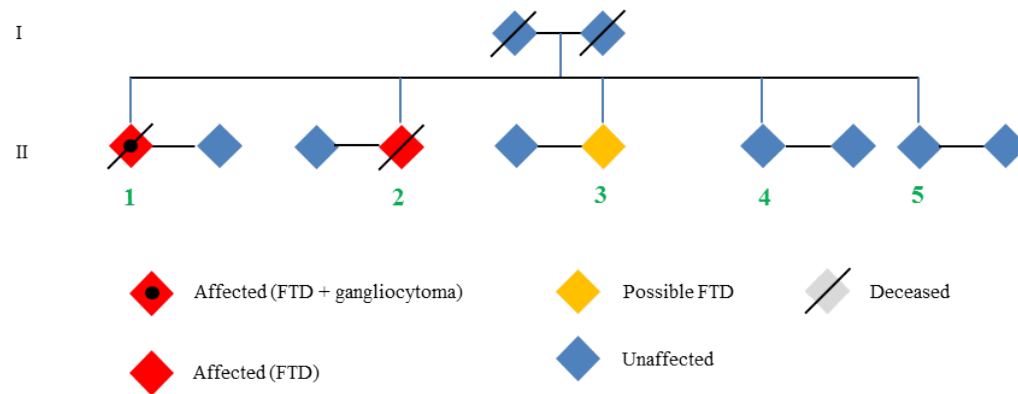 I
II
1 2 3 4 5
Affected (FTD + gangliocytoma)
Possible FTD
Deceased
Affected (FTD)
Unaffected